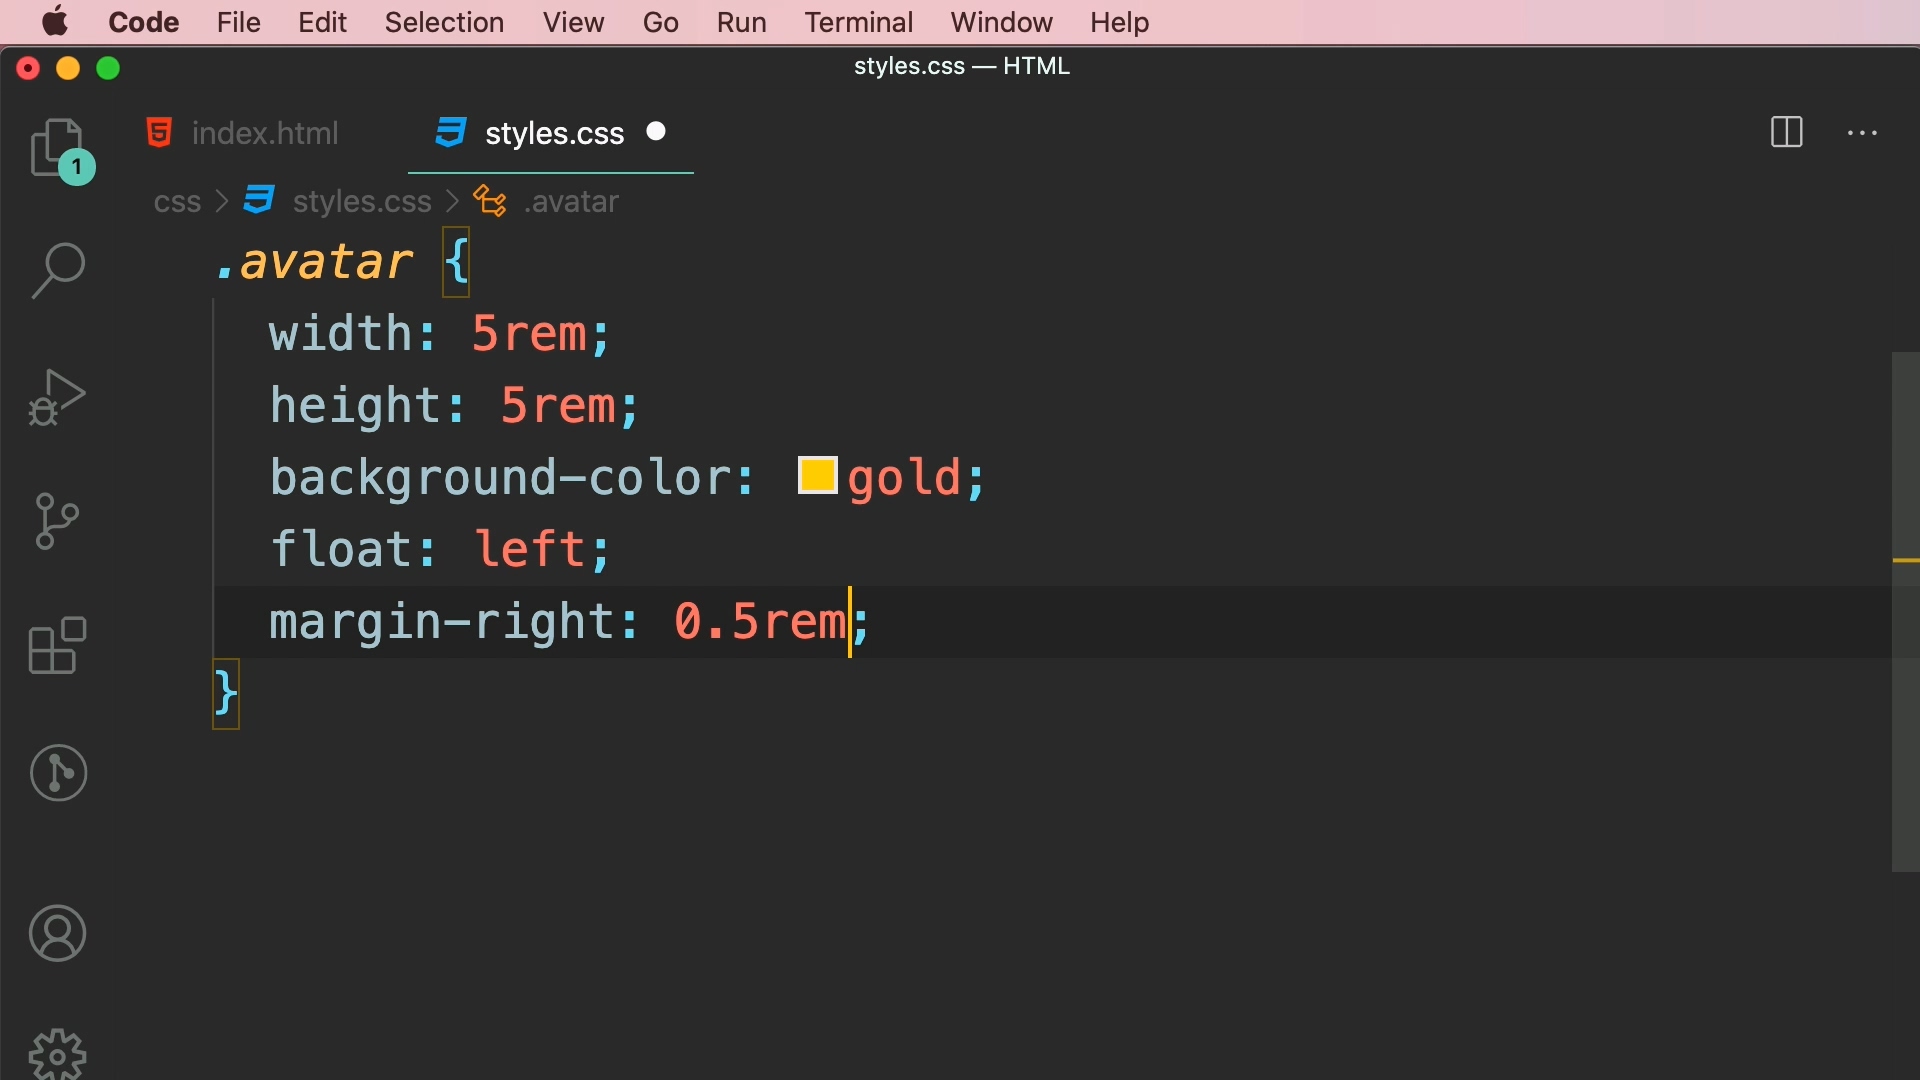 Code File Edit Selection View Go Run Terminal Window Help
styles.css — HTML
index.html styles.css
1
css > styles.css > .avatar
.avatar {
width: 5rem;
height: 5rem;
background-color: gold;
float: left;
margin-right: 0.5rem;
}